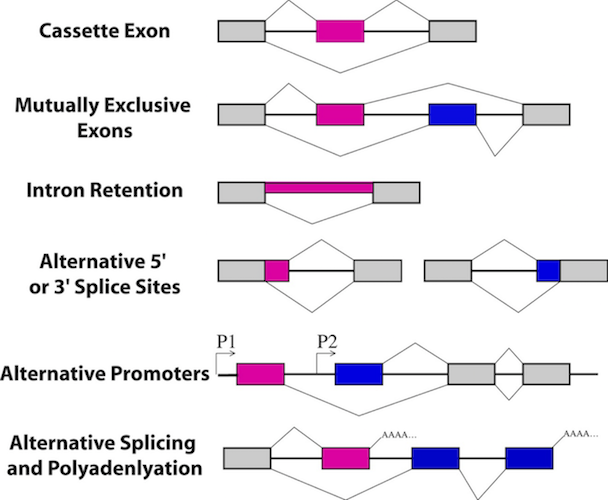 Cassette Exon
Mutually Exclusive
Exons
Intron Retention
Alternative 5'
or 3' Splice Sites
P1
P2
Alternative Promoters
AAAA...
AAAA...
Alternative Splicing
and Polyadenlyation